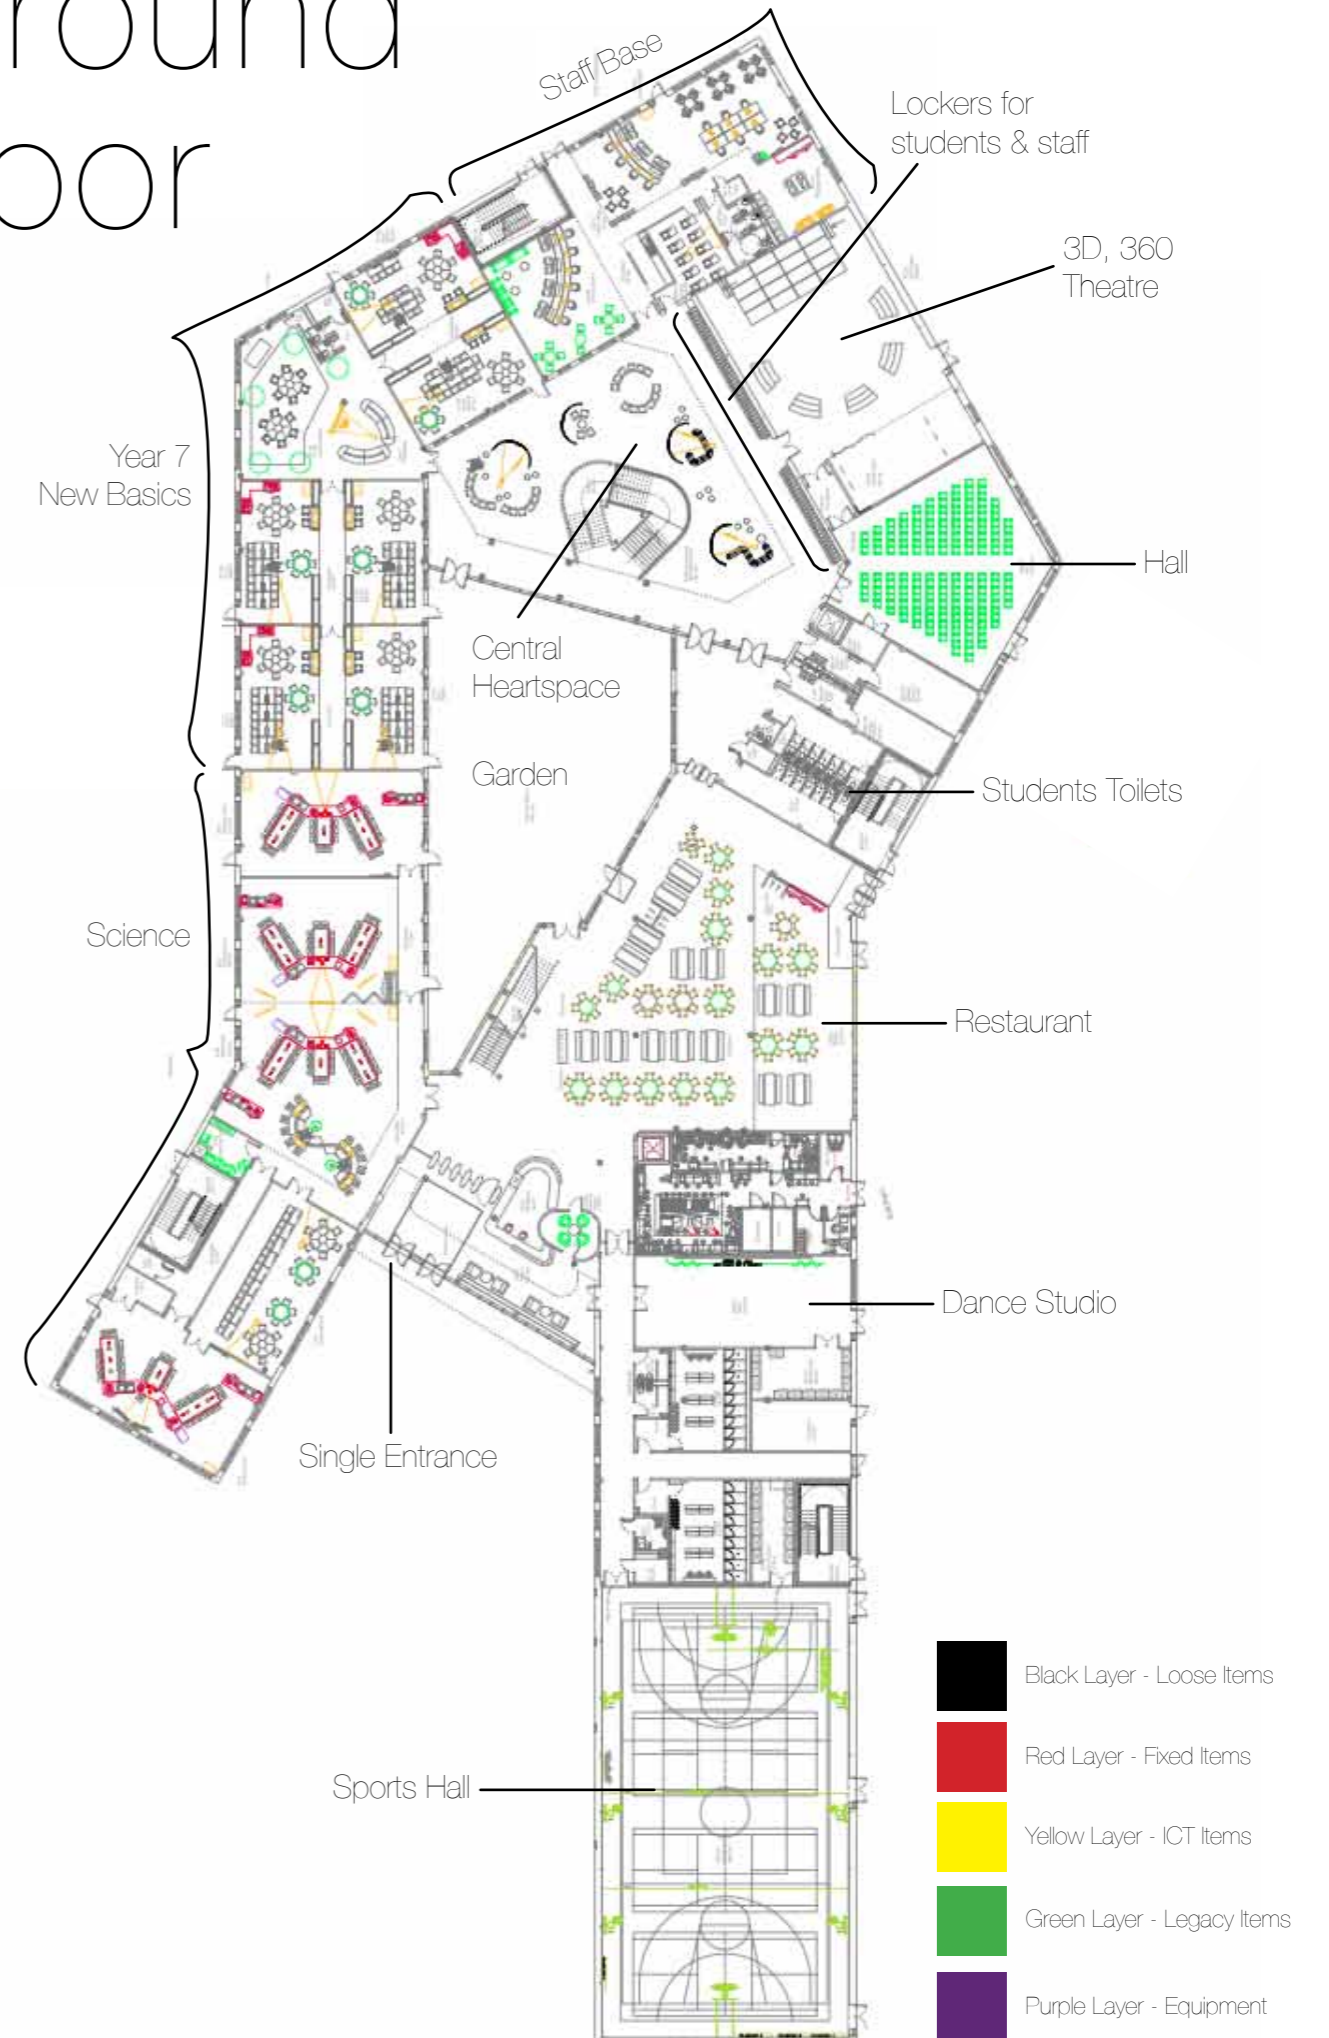 round
oor
Staff Base
Lockers for
students & staff
3D, 360
Theatre
Year 7
New Basics
Hall
Central
Heartspace
Garden
Students Toilets
Science
Restaurant
Dance Studio
Single Entrance
Sports Hall
Black Layer - Loose Items
Red Layer - Fixed Items
Yellow Layer - ICT Items
Green Layer - Legacy Items
Purple Layer - Equipment